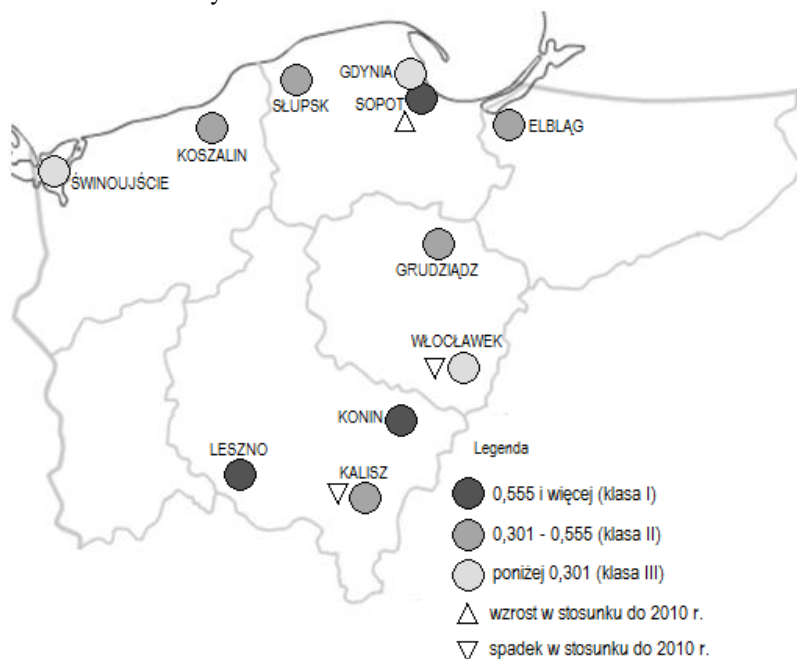 GDYNIA
SŁUPSK
SOPOT
ELBLĄG
KOSZALIN
ŚWINOUJŚCIE
GRUDZIĄDZ
WŁOCŁAWEK
KONIN
LESZNO
KALISZ
Legenda
0,555 i więcej (klasa I)
0,301 - 0,555 (klasa II)
poniżej 0,301 (klasa III)
wzrost w stosunku do 2010 r.
spadek w stosunku do 2010 r.